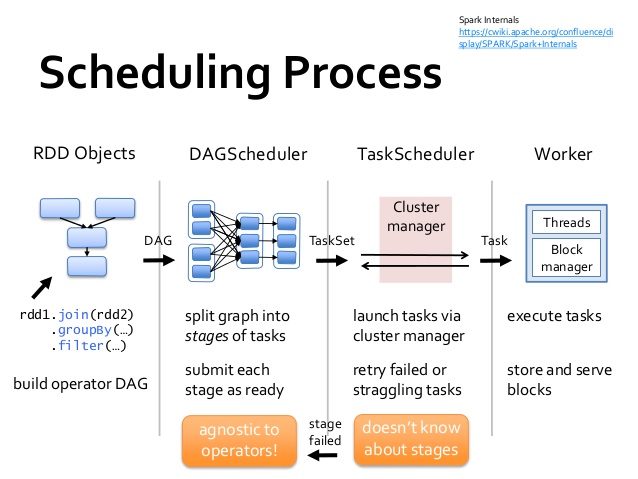 Spark Internals
https://cwiki.apache.org/confluence/di
splay/SPARK/Spark+Internals
Scheduling Process
RDD Objects
DAGScheduler
TaskScheduler
Worker
DAG
TaskSet
Cluster
manager
Task
Threads
Block
manager
rdd1.join(rdd2)
.groupBy(…)
.filter(…)
build operator DAG
split graph into
stages of tasks
submit each
stage as ready
launch tasks via
cluster manager
retry failed or
straggling tasks
execute tasks
store and serve
blocks
agnostic to
operators!
stage
failed
doesn't know
about stages